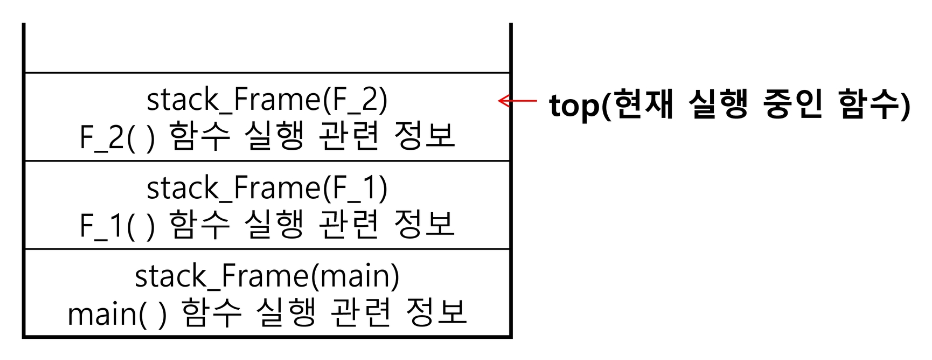 stack_Frame(F_2)
F_2( ) 함수 실행 관련 정보
top(현재 실행 중인 함수)
stack_Frame(F_1)
F_1( ) 함수 실행 관련 정보
stack_Frame(main)
main( ) 함수 실행 관련 정보